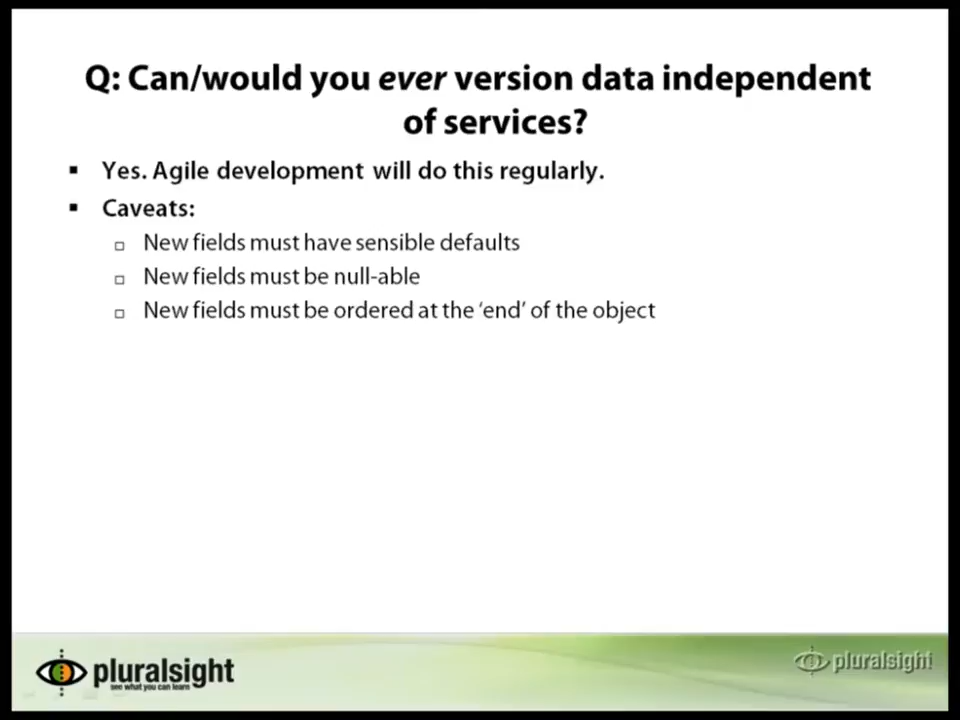 Q: Can/would you ever version data independent
of services?
▪ Yes. Agile development will do this regularly.
▪ Caveats:
▫ New fields must have sensible defaults
▫ New fields must be null-able
▫ New fields must be ordered at the ‘end’ of the object
pluralsight
see what you can learn
pluralsight